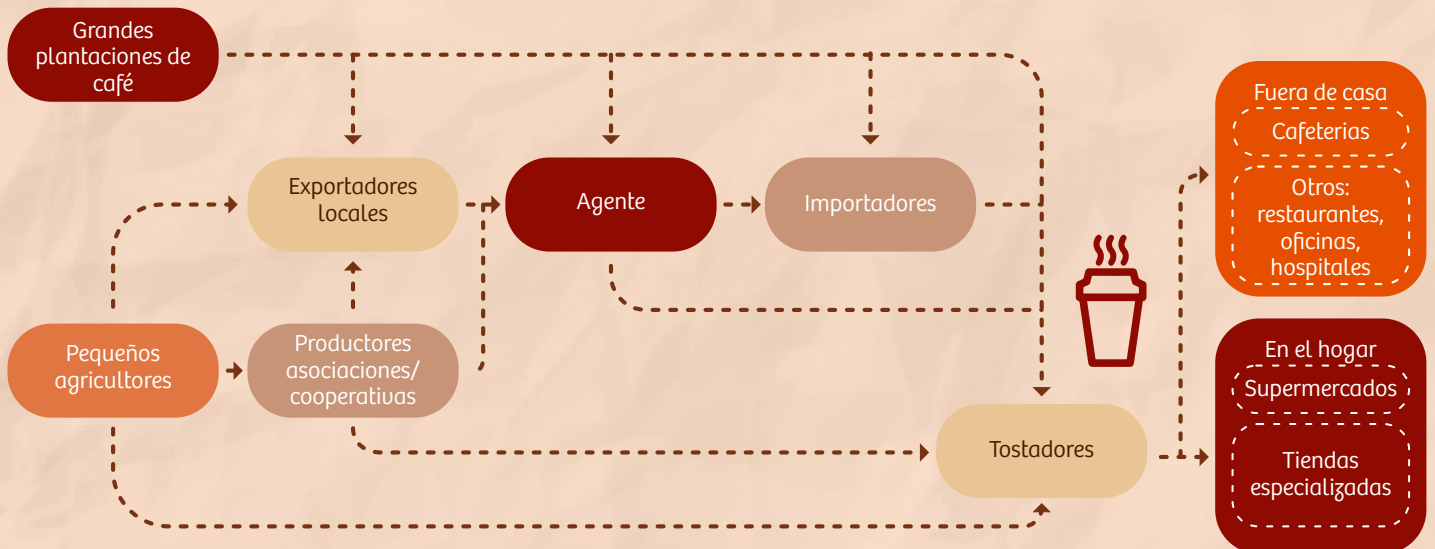 Grandes
plantaciones de
café
Exportadores
locales
Agente
Importadores
Pequeños
agricultores
Productores
asociaciones/
cooperativas
Tostadores
Fuera de casa
Cafeterias
Otros:
restaurantes,
oficinas,
hospitales
En el hogar
Supermercados
Tiendas
especializadas